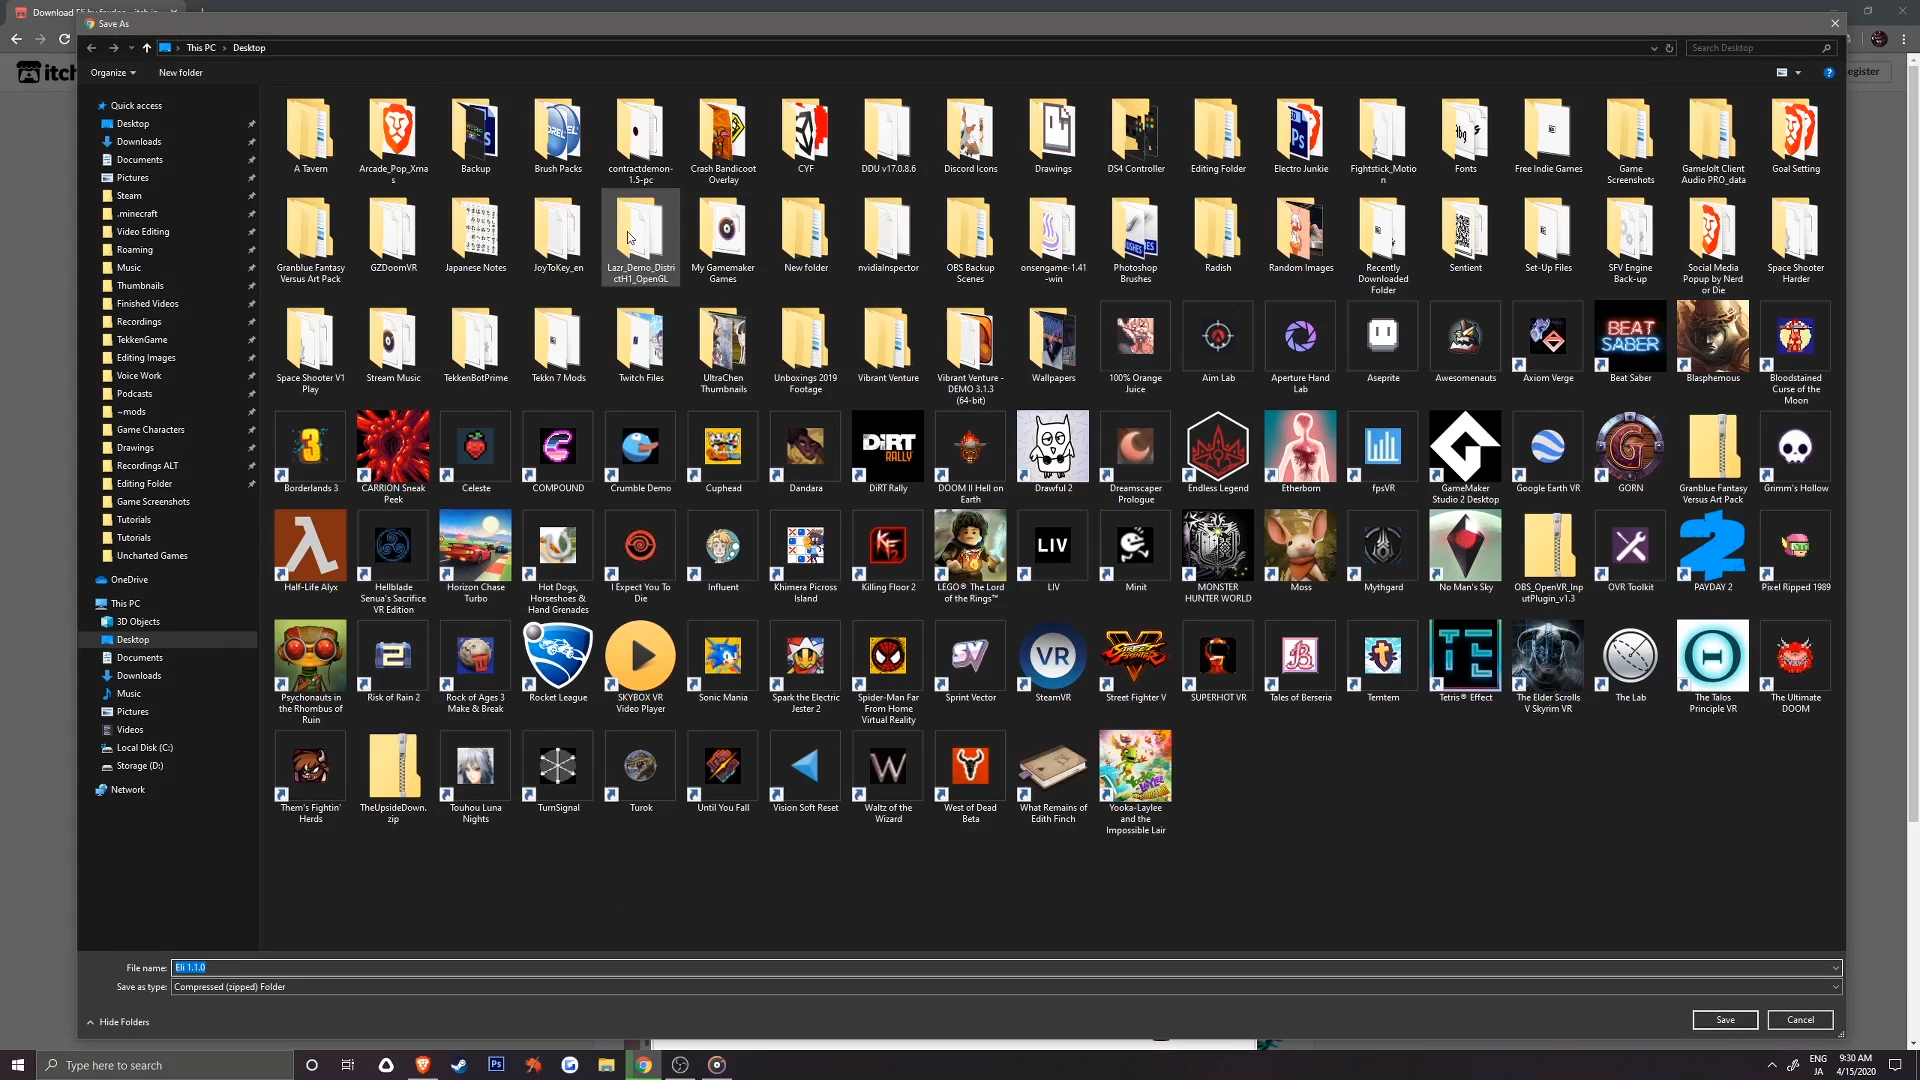 Save As
This PC
Desktop
Search Desktop
Organize
New folder
egister
itch
Quick access
Desktop
Downloads
Documents
Pictures
Steam
.minecraft
Video Editing
Roaming
Music
Thumbnails
Finished Videos
Recordings
TekkenGame
Editing Images
Voice Work
Podcasts
~mods
Game Characters
Drawings
Recordings ALT
Editing Folder
Game Screenshots
Tutorials
Tutorials
Uncharted Games
OneDrive
This PC
3D Objects
Desktop
Documents
Downloads
Music
Pictures
Videos
Local Disk (C:)
Storage (D:)
Network
A Tavern
Arcade_Pop_Xma
s
Backup
Brush Packs
contractdemon-
1.5-pc
Crash Bandicoot
Overlay
CYF
DDU v17.0.8.6
Discord Icons
Drawings
DS4 Controller
Editing Folder
Electro Junkie
Fightstick_Motio
n
Fonts
Free Indie Games
Game
Screenshots
GameJolt Client
Audio PRO_data
Goal Setting
Granblue Fantasy
Versus Art Pack
GZDoomVR
Japanese Notes
JoyToKey_en
Lazr_Demo_Distri
ctH1_OpenGL
My Gamemaker
Games
New folder
nvidiaInspector
OBS Backup
Scenes
onsengame-1.41
-win
Photoshop
Brushes
Radish
Random Images
Recently
Downloaded
Folder
Sentient
Set-Up Files
SFV Engine
Back-up
Social Media
Popup by Nerd
or Die
Space Shooter
Harder
Space Shooter V1
Play
Stream Music
TekkenBotPrime
Tekkn 7 Mods
Twitch Files
UltraChen
Thumbnails
Unboxings 2019
Footage
Vibrant Venture
Vibrant Venture -
DEMO 3.1.3
(64-bit)
Wallpapers
100% Orange
Juice
Aim Lab
Aperture Hand
Lab
Aseprite
Awesomenauts
Axiom Verge
BEAT
SABER
Beat Saber
Blasphemous
Bloodstained
Curse of the
Moon
Borderlands 3
CARRION Sneak
Peek
Celeste
COMPOUND
Crumble Demo
Cuphead
Dandara
DiRT
RALLY
DiRT Rally
DOOM II Hell on
Earth
Drawful 2
Dreamscaper
Prologue
Endless Legend
Etherborn
fpsVR
GameMaker
Studio 2 Desktop
Google Earth VR
GORN
Granblue Fantasy
Versus Art Pack
Grimm's Hollow
Half-Life Alyx
Hellblade
Senua's Sacrifice
VR Edition
Horizon Chase
Turbo
Hot Dogs,
Horseshoes &
Hand Grenades
I Expect You To
Die
Influent
Khimera Picross
Island
Killing Floor 2
LEGO® The Lord
of the Rings™
LIV
LIV
Minit
MONSTER
HUNTER WORLD
Moss
Mythgard
No Man's Sky
OBS_OpenVR_Inp
utPlugin_v1.3
OVR Toolkit
PAYDAY 2
Pixel Ripped 1989
Psychonauts in
the Rhombus of
Ruin
Risk of Rain 2
Rock of Ages 3
Make & Break
Rocket League
SKYBOX VR
Video Player
Sonic Mania
Spark the Electric
Jester 2
Spider-Man Far
From Home
Virtual Reality
Sprint Vector
VR
SteamVR
Street Fighter V
SUPERHOT VR
Tales of Berseria
Temtem
Tetris® Effect
The Elder Scrolls
V Skyrim VR
The Lab
The Talos
Principle VR
The Ultimate
DOOM
Them's Fightin'
Herds
TheUpsideDown.
zip
Touhou Luna
Nights
TurnSignal
Turok
Until You Fall
Vision Soft Reset
Waltz of the
Wizard
West of Dead
Beta
What Remains of
Edith Finch
Yooka-Laylee
and the
Impossible Lair
File name:
Eli 1.1.0
Save as type:
Compressed (zipped) Folder
Hide Folders
Save
Cancel
Type here to search
ENG
JA
9:30 AM
4/15/2020